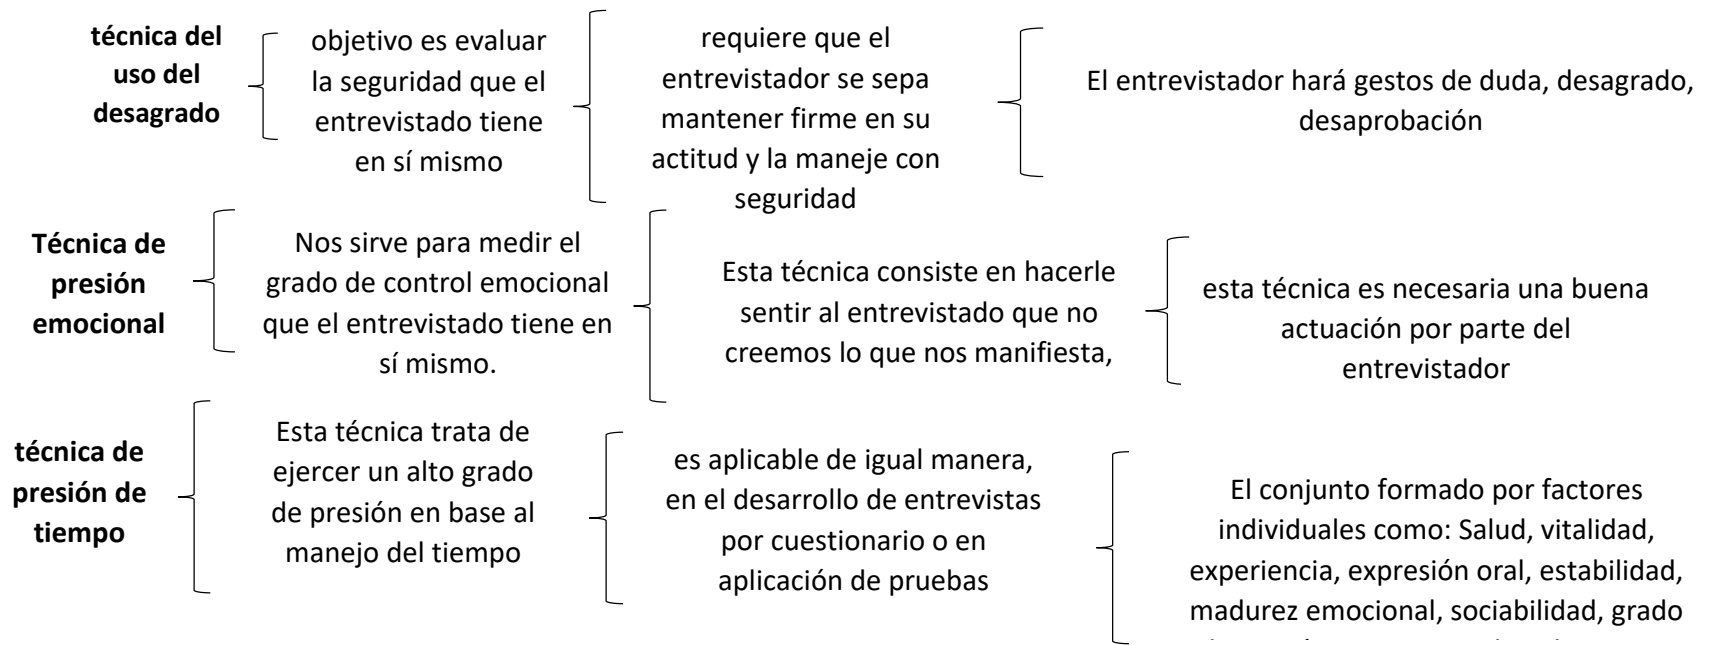 técnica del
uso del
desagrado
objetivo es evaluar
la seguridad que el
entrevistado tiene
en sí mismo
requiere que el
entrevistador se sepa
mantener firme en su
actitud y la maneje con
seguridad
El entrevistador hará gestos de duda, desagrado,
desaprobación
Técnica de
presión
emocional
Nos sirve para medir el
grado de control emocional
que el entrevistado tiene en
sí mismo.
Esta técnica consiste en hacerle
sentir al entrevistado que no
creemos lo que nos manifiesta,
esta técnica es necesaria una buena
actuación por parte del
entrevistador
técnica de
presión de
tiempo
Esta técnica trata de
ejercer un alto grado
de presión en base al
manejo del tiempo
es aplicable de igual manera,
en el desarrollo de entrevistas
por cuestionario o en
aplicación de pruebas
El conjunto formado por factores
individuales como: Salud, vitalidad,
experiencia, expresión oral, estabilidad,
madurez emocional, sociabilidad, grado